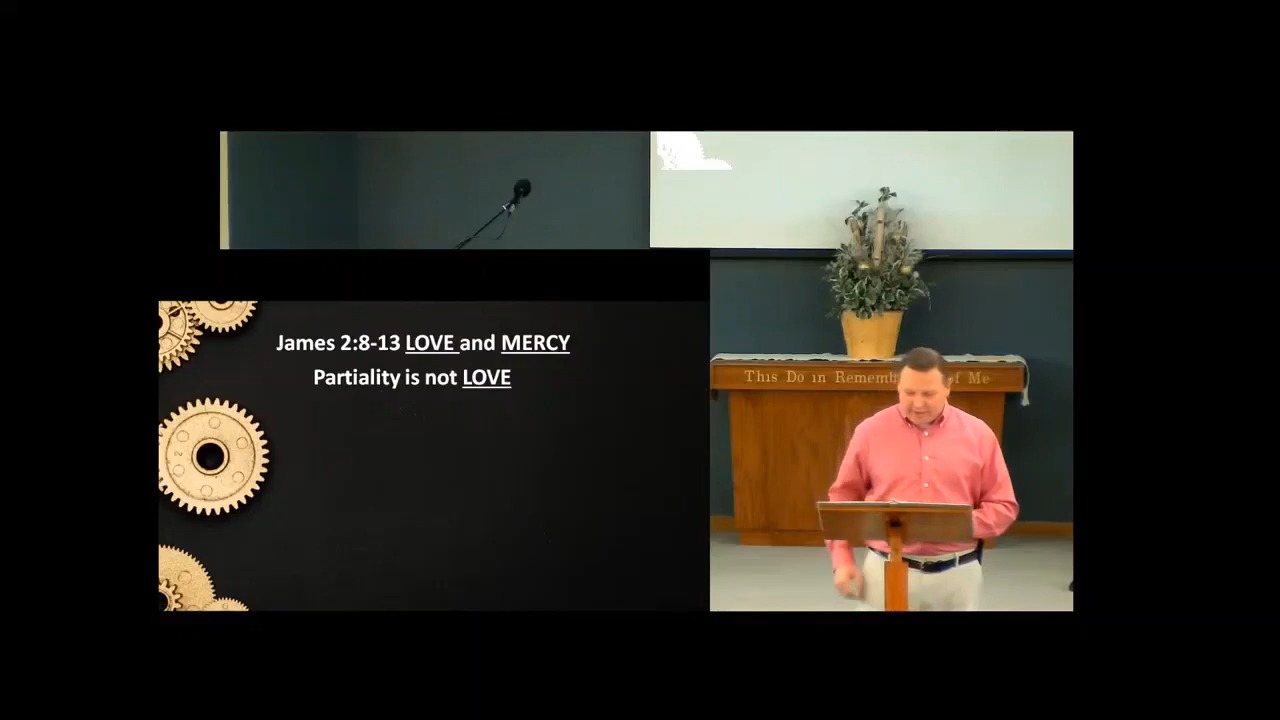 James 2:8-13 LOVE and MERCY
Partiality is not LOVE
This Do in Rememb of Me